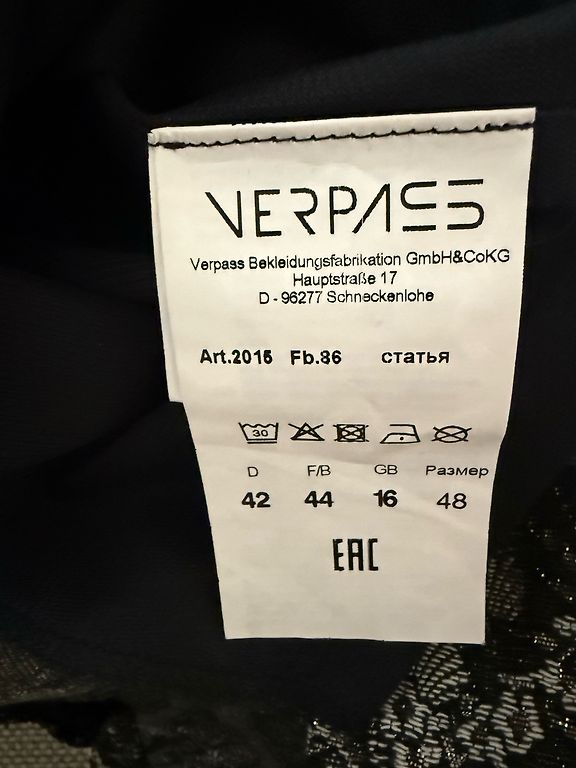 VERPASS
Verpass Bekleidungsfabrikation GmbH&CoKG
Hauptstraße 17
D - 96277 Schneckenlohe
Art.2015 Fb.86 статья
30
D F/B GB Размер
42 44 16 48
EAC